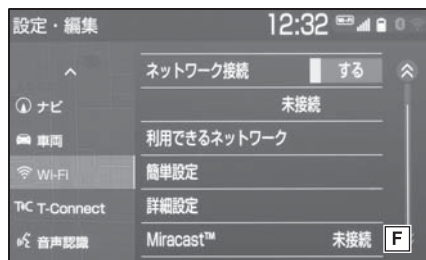 設定・編集 12:32
ネットワーク接続 する
ナビ 未接続
車両 利用できるネットワーク
Wi-Fi 簡単設定
T-Connect 詳細設定
音声認識 Miracast™ 未接続 F